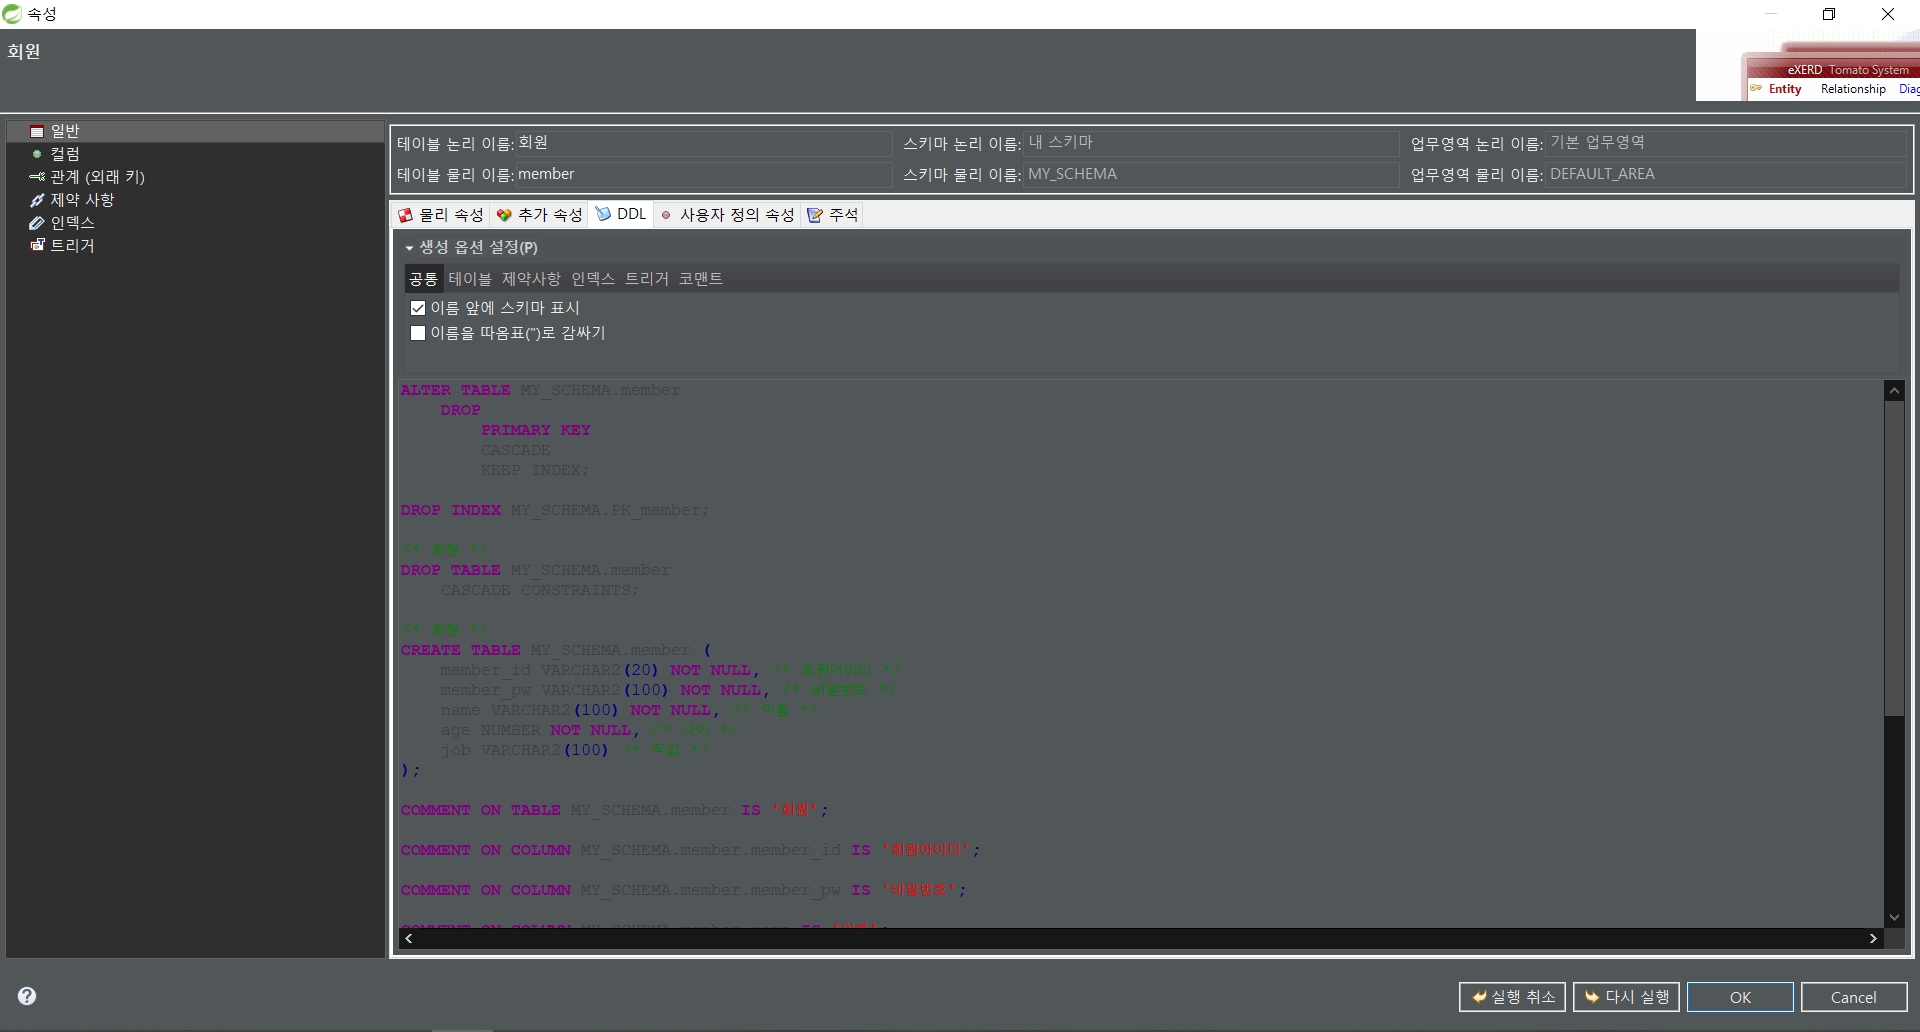 속성
회원
eXERD Tomato System
Entity Relationship
일반
컬럼
관계 (외래 키)
제약 사항
인덱스
트리거
테이블 논리 이름: 회원 스키마 논리 이름: 내 스키마 업무영역 논리 이름: 기본 업무영역
테이블 물리 이름: member 스키마 물리 이름: MY_SCHEMA 업무영역 물리 이름: DEFAULT_AREA
물리 속성 추가 속성 DDL 사용자 정의 속성 주석
생성 옵션 설정(P)
공통 테이블 제약사항 인덱스 트리거 코맨트
이름 앞에 스키마 표시
이름을 따옴표(")로 감싸기
ALTER TABLE MY_SCHEMA.member
DROP
PRIMARY KEY
CASCADE
KEEP INDEX;
DROP INDEX MY_SCHEMA.PK_member;
/* 회원 */
DROP TABLE MY_SCHEMA.member
CASCADE CONSTRAINTS;
/* 회원 */
CREATE TABLE MY_SCHEMA.member (
member_id VARCHAR2(20) NOT NULL, /* 회원아이디 */
member_pw VARCHAR2(100) NOT NULL, /* 비밀번호 */
name VARCHAR2(100) NOT NULL, /* 이름 */
age NUMBER NOT NULL, /* 나이 */
job VARCHAR2(100) /* 직업 */
);
COMMENT ON TABLE MY_SCHEMA.member IS '회원';
COMMENT ON COLUMN MY_SCHEMA.member.member_id IS '회원아이디';
COMMENT ON COLUMN MY_SCHEMA.member.member_pw IS '비밀번호';
COMMENT ON COLUMN MY_SCHEMA.member.name IS '이름';
실행 취소 다시 실행 OK Cancel